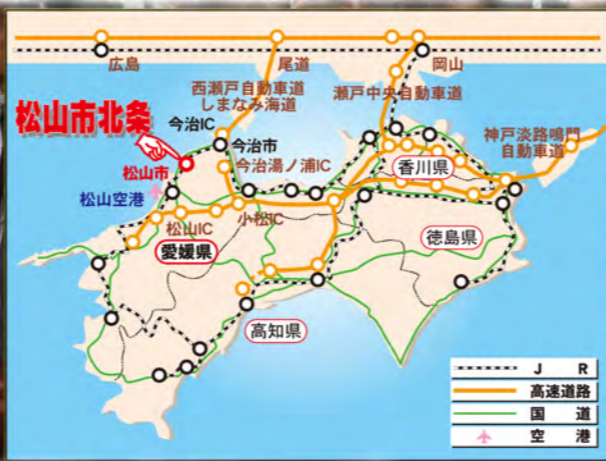 広島
尾道
岡山
西瀬戸自動車道
しまなみ海道
瀬戸中央自動車道
松山市北条
今治IC
今治市
神戸淡路鳴門
自動車道
松山市
今治湯ノ浦IC
香川県
松山空港
松山IC
小松IC
愛媛県
徳島県
高知県
JR
高速道路
国道
空港